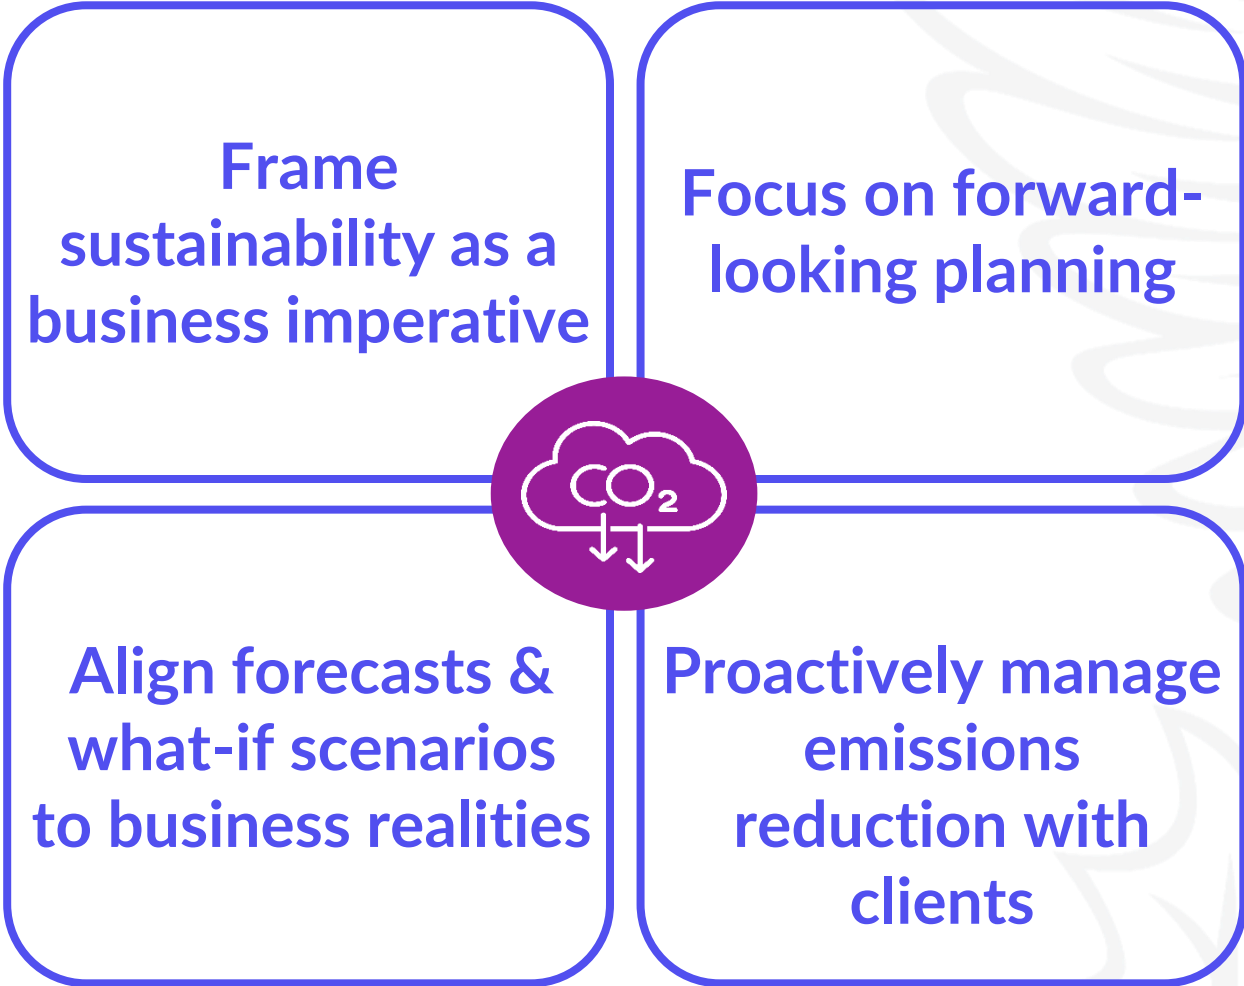 Frame
sustainability as a
business imperative
Focus on forward-
looking planning
CO₂
Align forecasts &
what-if scenarios
to business realities
Proactively manage
emissions
reduction with
clients